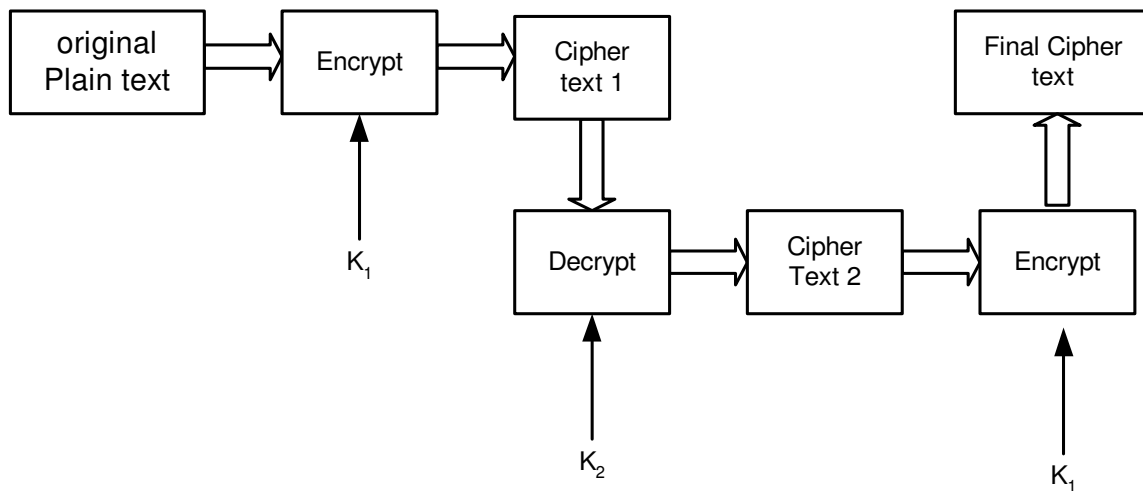 original
Plain text
Encrypt
Cipher
text 1
Final Cipher
text
K1
Decrypt
Cipher
Text 2
Encrypt
K2
K1